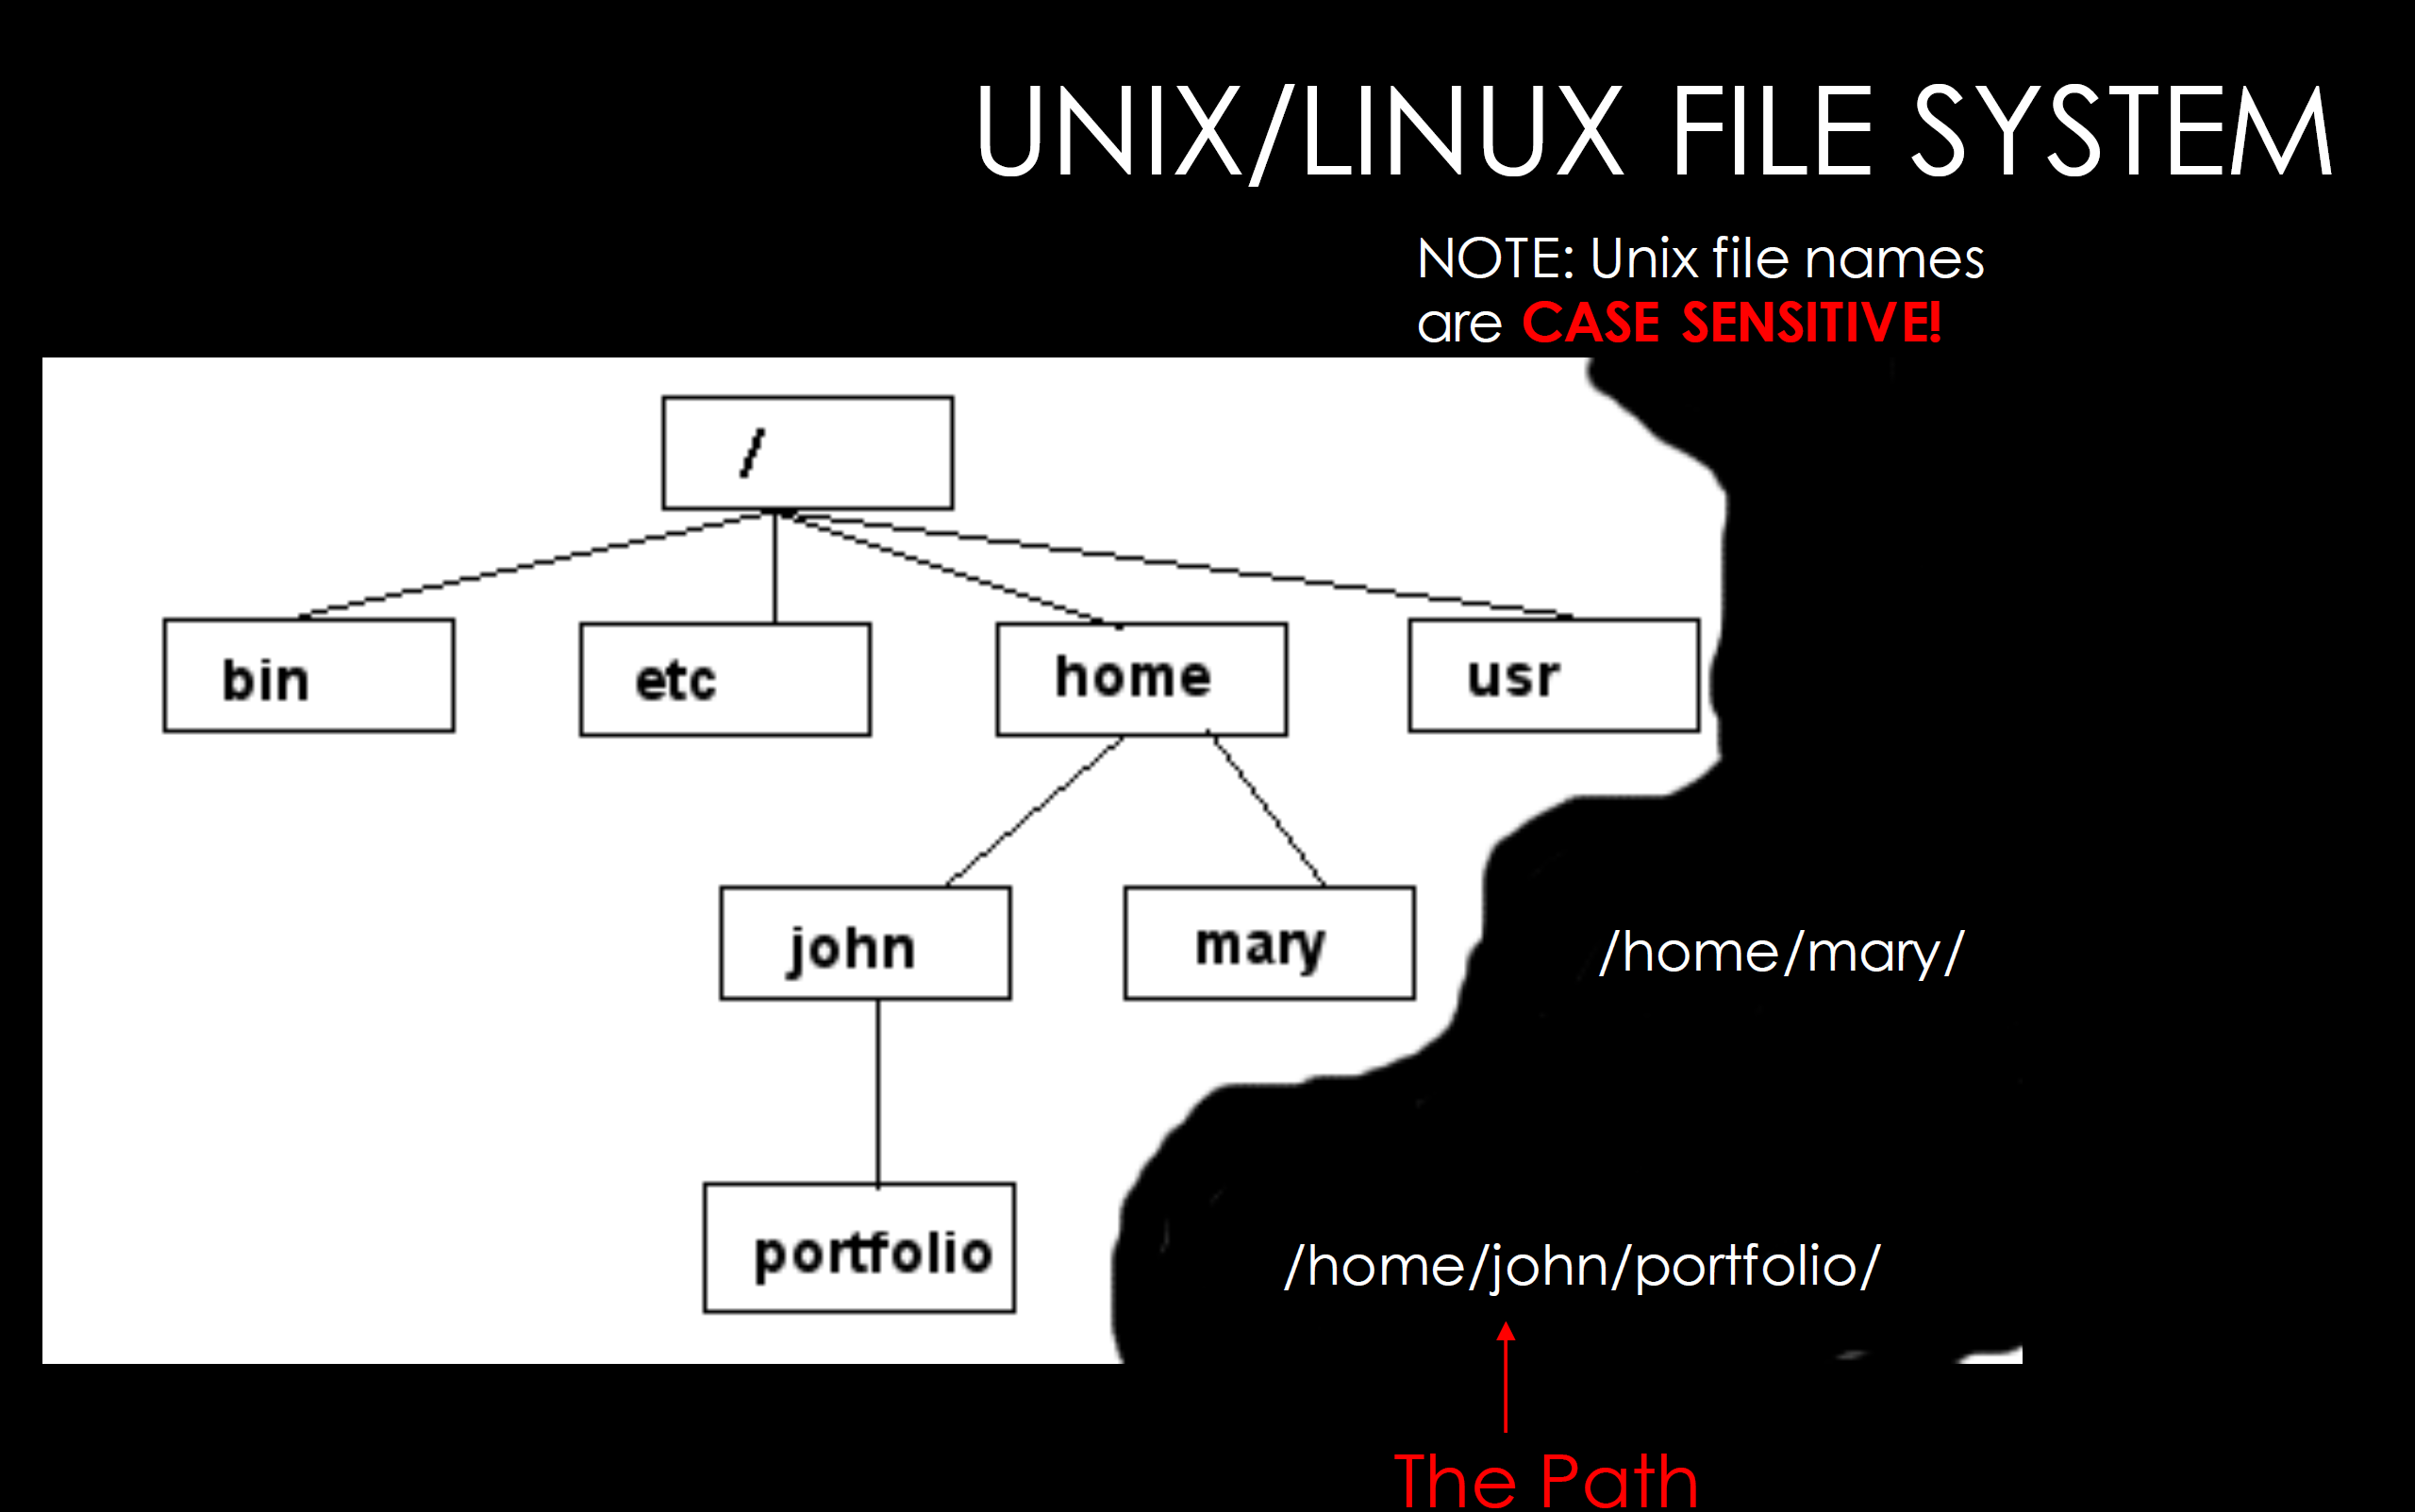 UNIX/LINUX FILE SYSTEM
NOTE: Unix file names
are CASE SENSITIVE!
/
bin
etc
home
usr
john
mary
/home/mary/
portfolio
/home/john/portfolio/
The Path